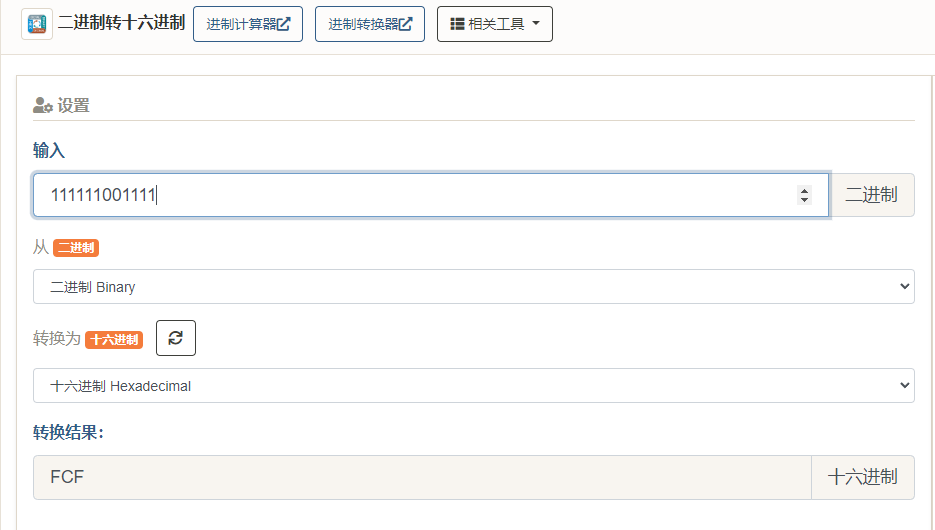 二进制转十六进制 进制计算器 进制转换器 相关工具
设置
输入
111111001111 二进制
从 二进制
二进制 Binary
转换为 十六进制
十六进制 Hexadecimal
转换结果：
FCF 十六进制